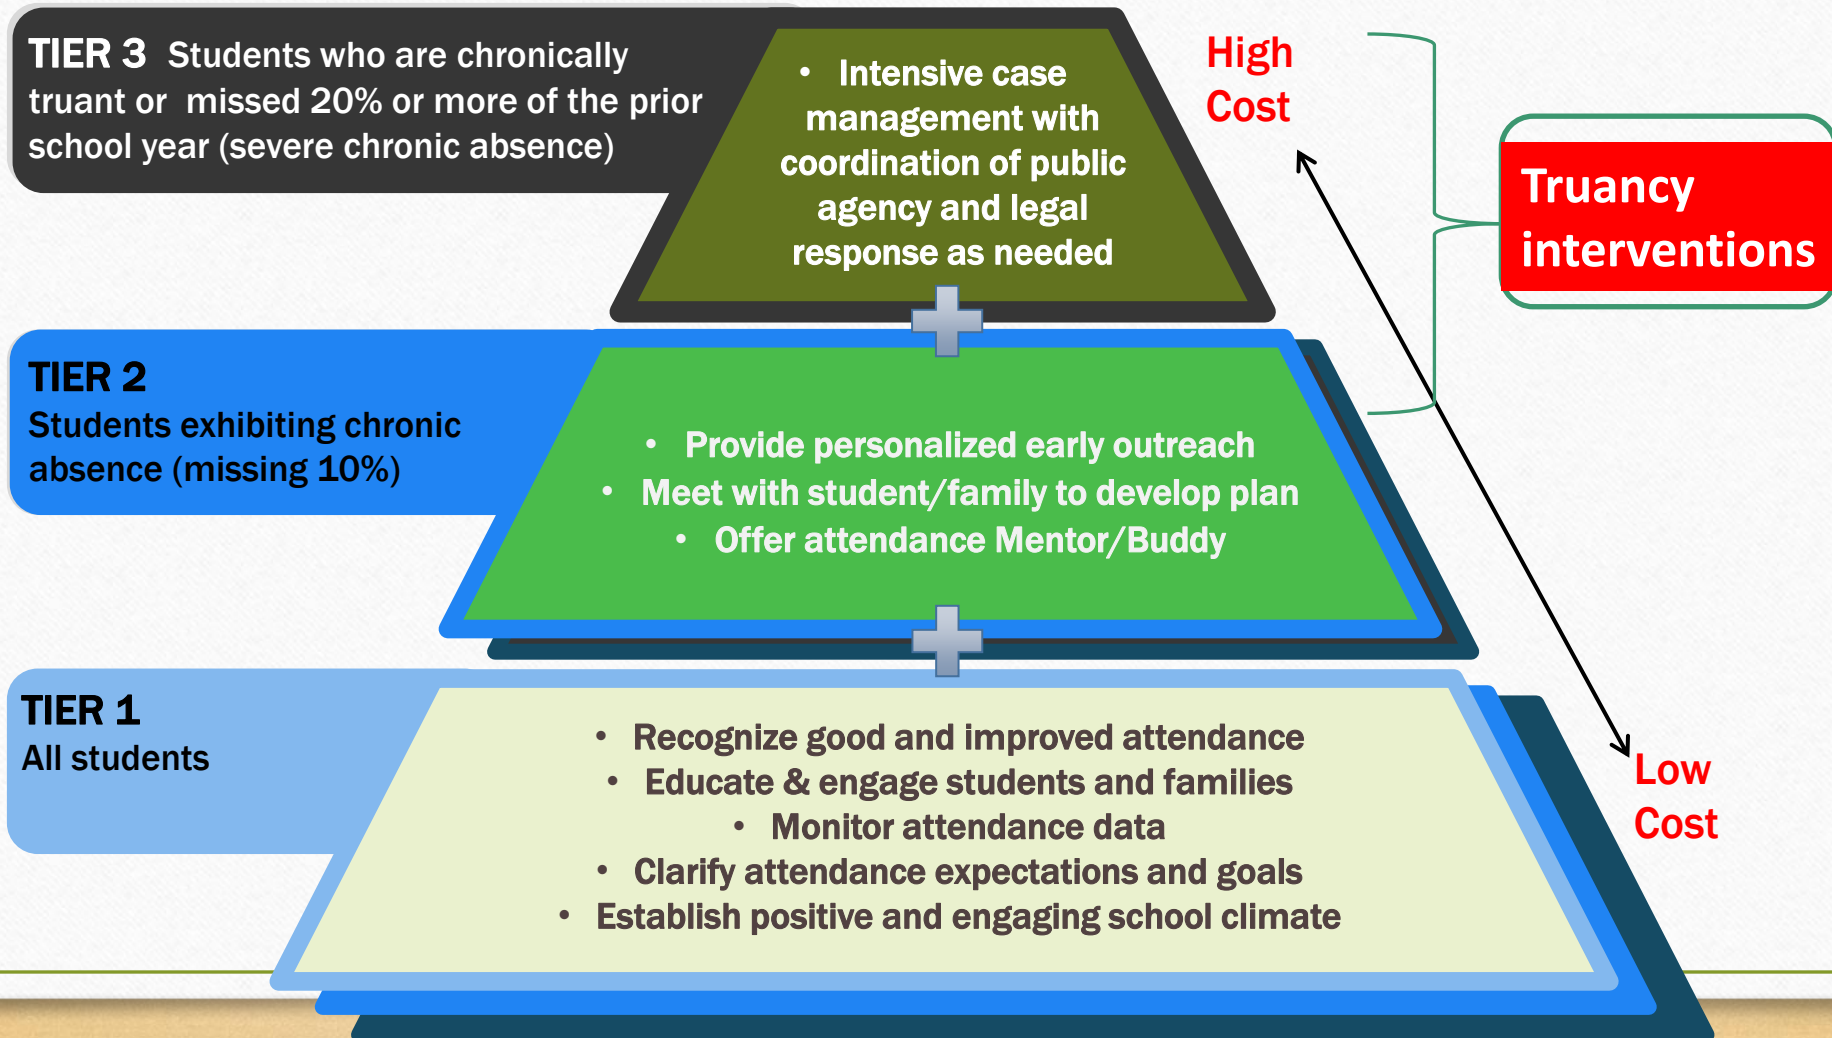 TIER 3 Students who are chronically
truant or missed 20% or more of the prior
school year (severe chronic absence)
• Intensive case
management with
coordination of public
agency and legal
response as needed
High
Cost
Truancy
interventions
TIER 2
Students exhibiting chronic
absence (missing 10%)
• Provide personalized early outreach
• Meet with student/family to develop plan
• Offer attendance Mentor/Buddy
TIER 1
All students
• Recognize good and improved attendance
• Educate & engage students and families
• Monitor attendance data
• Clarify attendance expectations and goals
• Establish positive and engaging school climate
Low
Cost